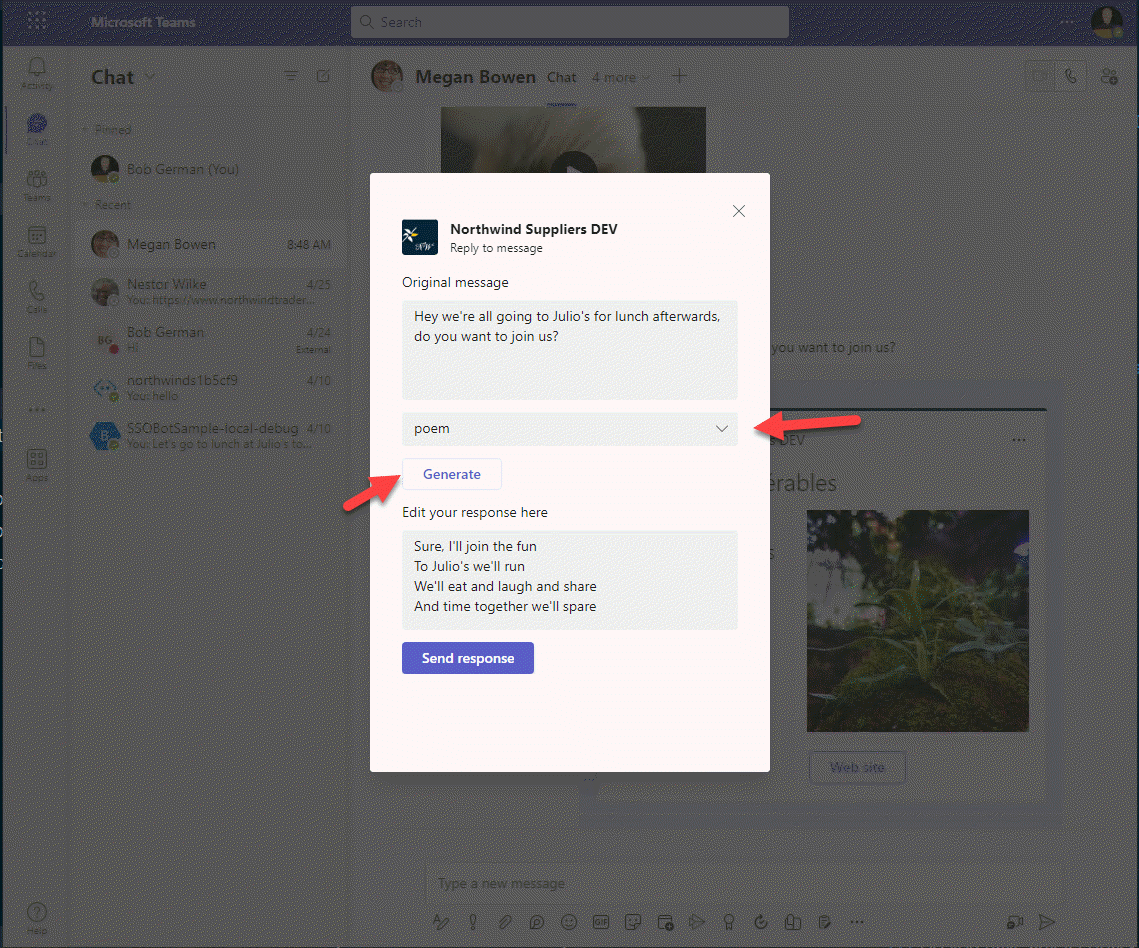 Microsoft Teams
Search
Activity
Chat
Teams
Calendar
Calls
Files
Apps
Help
Chat
Pinned
Bob German (You)
Recent
Megan Bowen 8:48 AM
Nestor Wilke 4/25
You: https://www.northwindtrader...
BG
Bob German 4/24
Hi External
northwinds1b5cf9 4/10
You: hello
SSOBotSample-local-debug 4/10
You: Let's go to lunch at Julio's to...
Megan Bowen Chat 4 more
you want to join us?
s DEV
erables
Web site
Type a new message
GIF
Northwind Suppliers DEV
Reply to message
Original message
Hey we're all going to Julio's for lunch afterwards,
do you want to join us?
poem
Generate
Edit your response here
Sure, I'll join the fun
To Julio's we'll run
We'll eat and laugh and share
And time together we'll spare
Send response